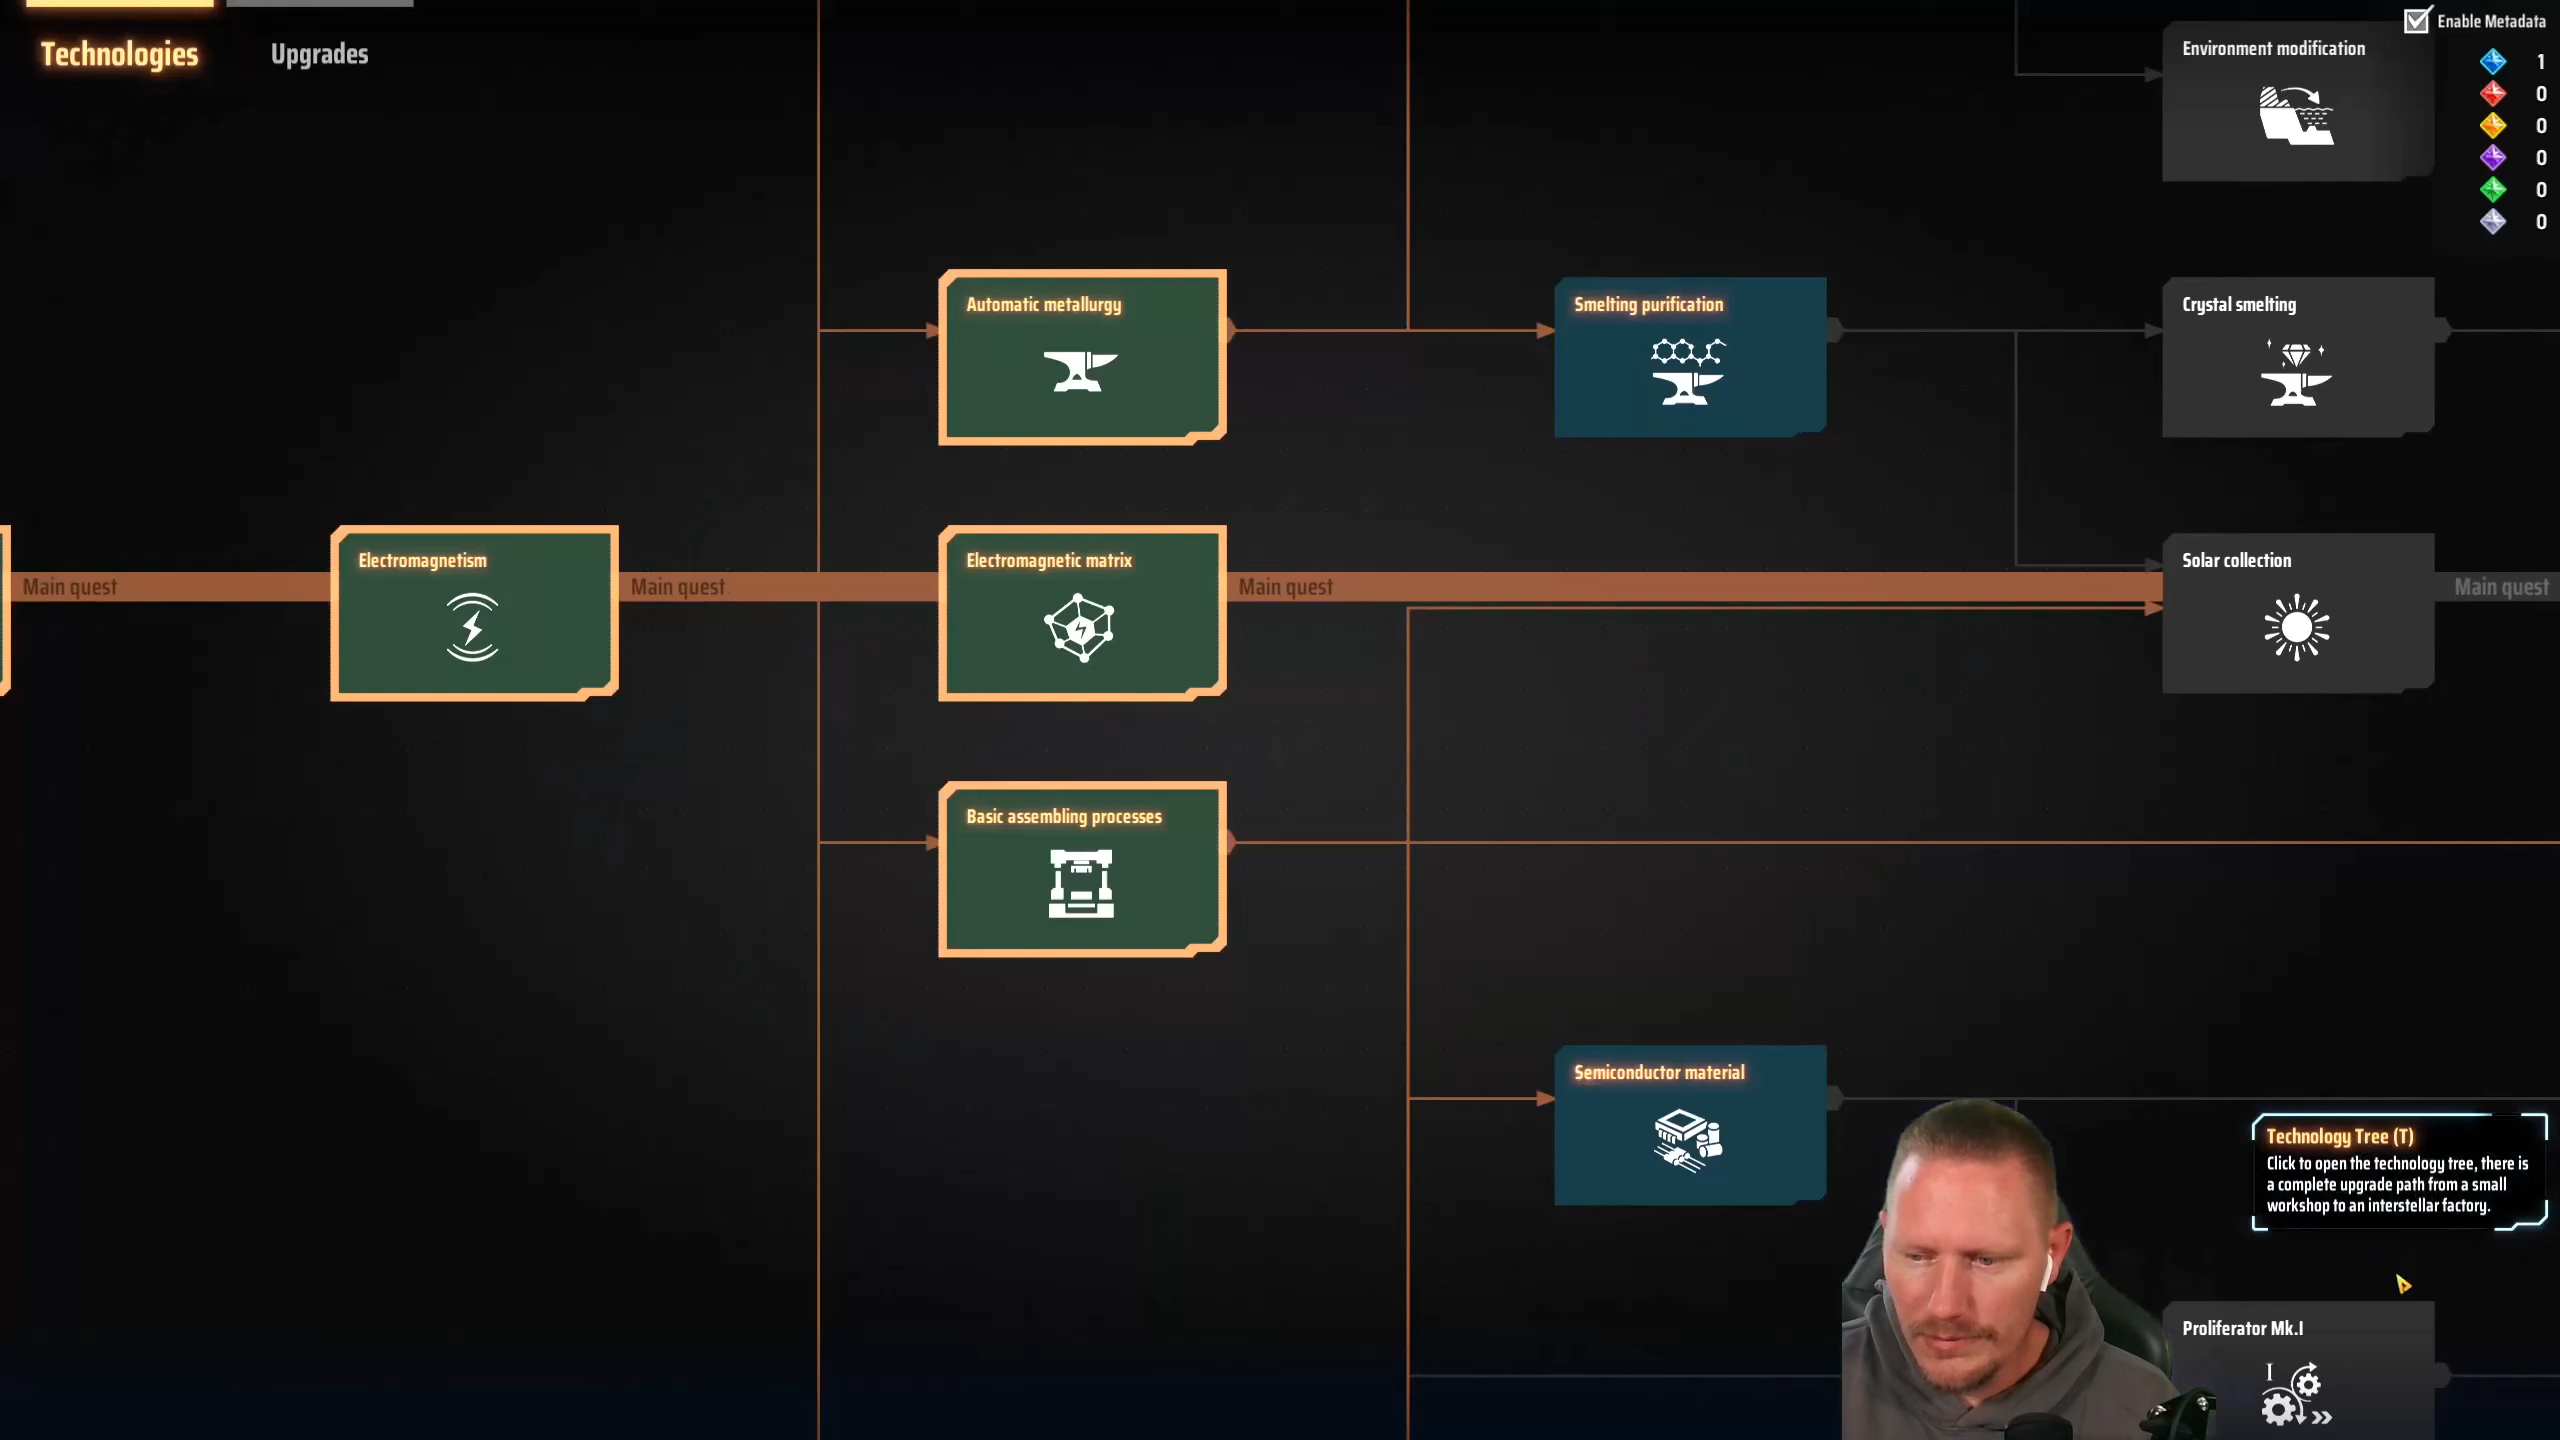 Technologies
Upgrades
Enable Metadata
1
0
0
0
0
0
Environment modification
Automatic metallurgy
Smelting purification
Crystal smelting
Main quest
Electromagnetism
Main quest
Electromagnetic matrix
Main quest
Solar collection
Main quest
Basic assembling processes
Semiconductor material
Technology Tree (T)
Click to open the technology tree, there is
a complete upgrade path from a small
workshop to an interstellar factory.
Proliferator Mk.I
I